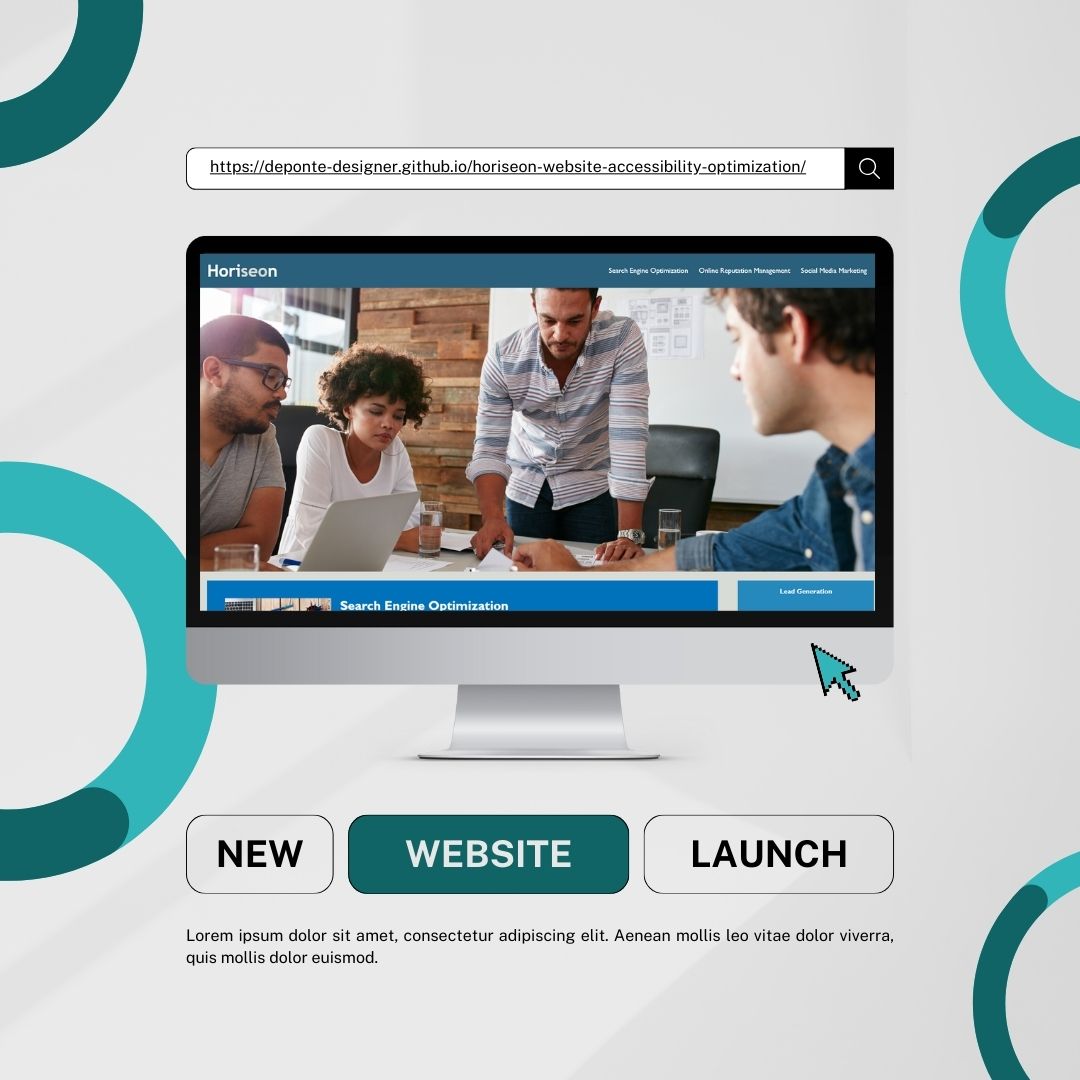 https://deponte-designer.github.io/horiseon-website-accessibility-optimization/
Horiseon
Search Engine Optimization Online Reputation Management Social Media Marketing
Search Engine Optimization
Lead Generation
NEW WEBSITE LAUNCH
Lorem ipsum dolor sit amet, consectetur adipiscing elit. Aenean mollis leo vitae dolor viverra,
quis mollis dolor euismod.